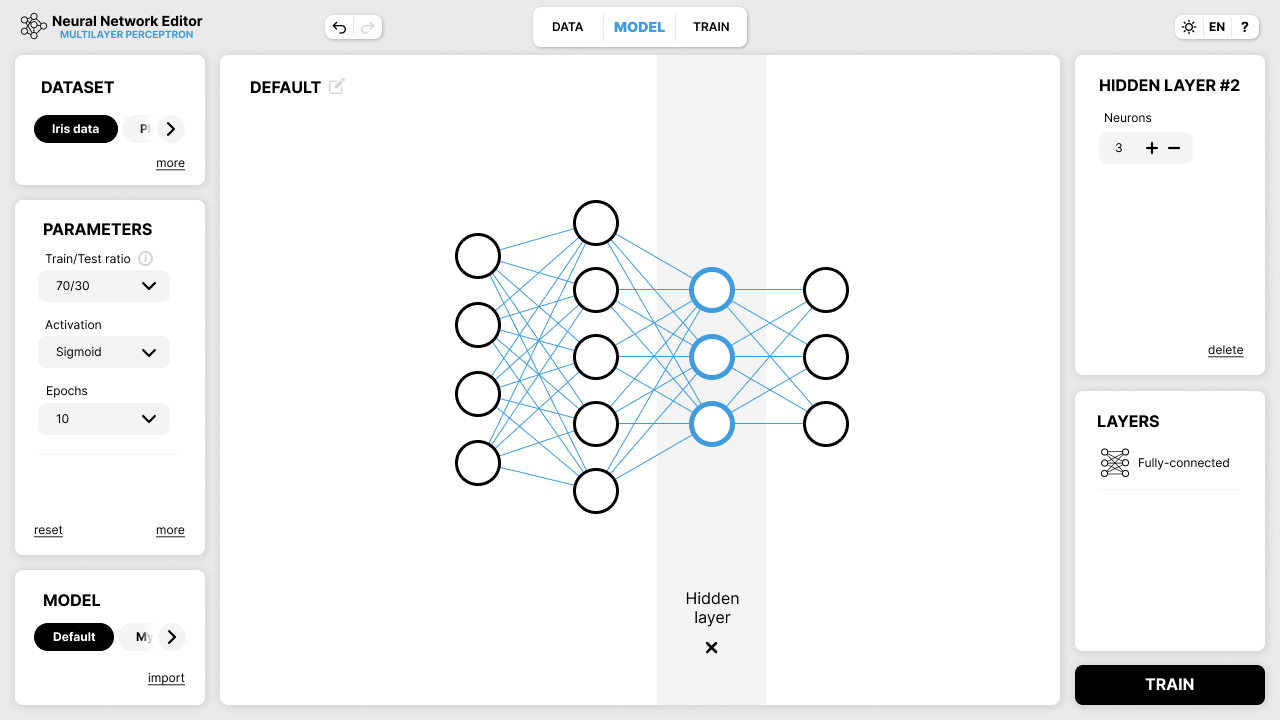 Neural Network Editor
MULTILAYER PERCEPTRON
DATA
MODEL
TRAIN
EN
?
DATASET
Iris data
more
PARAMETERS
Train/Test ratio
70/30
Activation
Sigmoid
Epochs
10
reset
more
MODEL
Default
My
import
DEFAULT
Hidden
layer
HIDDEN LAYER #2
Neurons
3
delete
LAYERS
Fully-connected
TRAIN